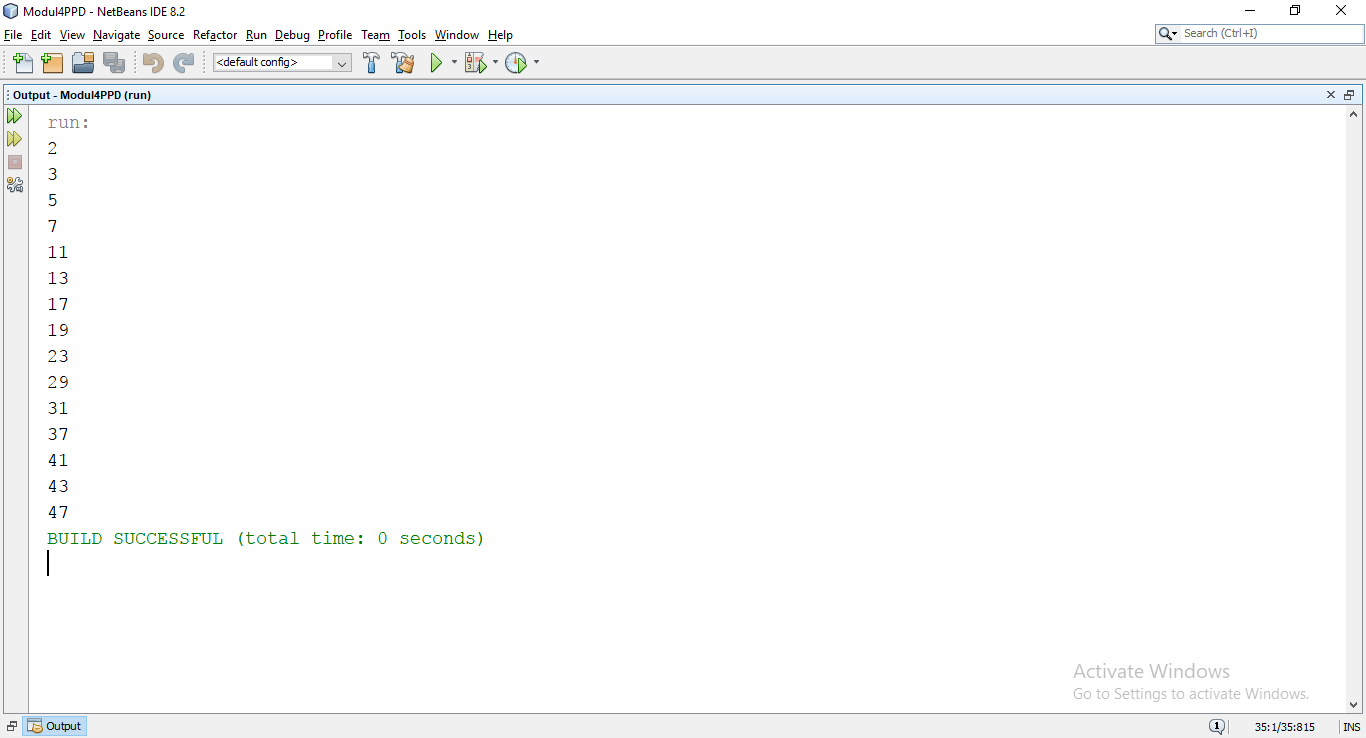 Modul4PPD - NetBeans IDE 8.2
File Edit View Navigate Source Refactor Run Debug Profile Team Tools Window Help
Search (Ctrl+I)
<default config>
Output - Modul4PPD (run)
run:
2
3
5
7
11
13
17
19
23
29
31
37
41
43
47
BUILD SUCCESSFUL (total time: 0 seconds)
Activate Windows
Go to Settings to activate Windows.
Output
1
35:1/35:815
INS